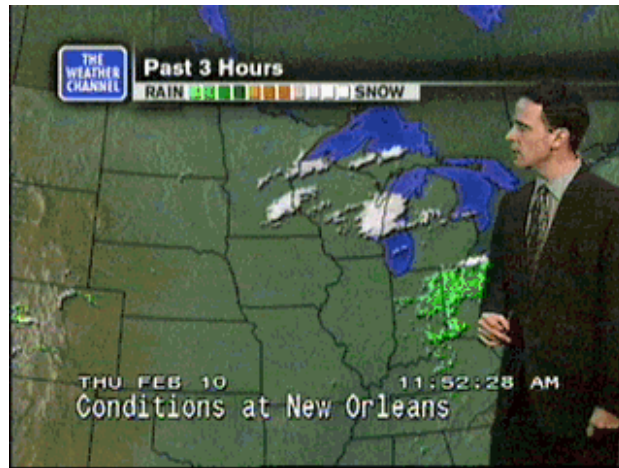 THE
WEATHER
CHANNEL
Past 3 Hours
RAIN SNOW
THU FEB 10 11:52:28 AM
Conditions at New Orleans